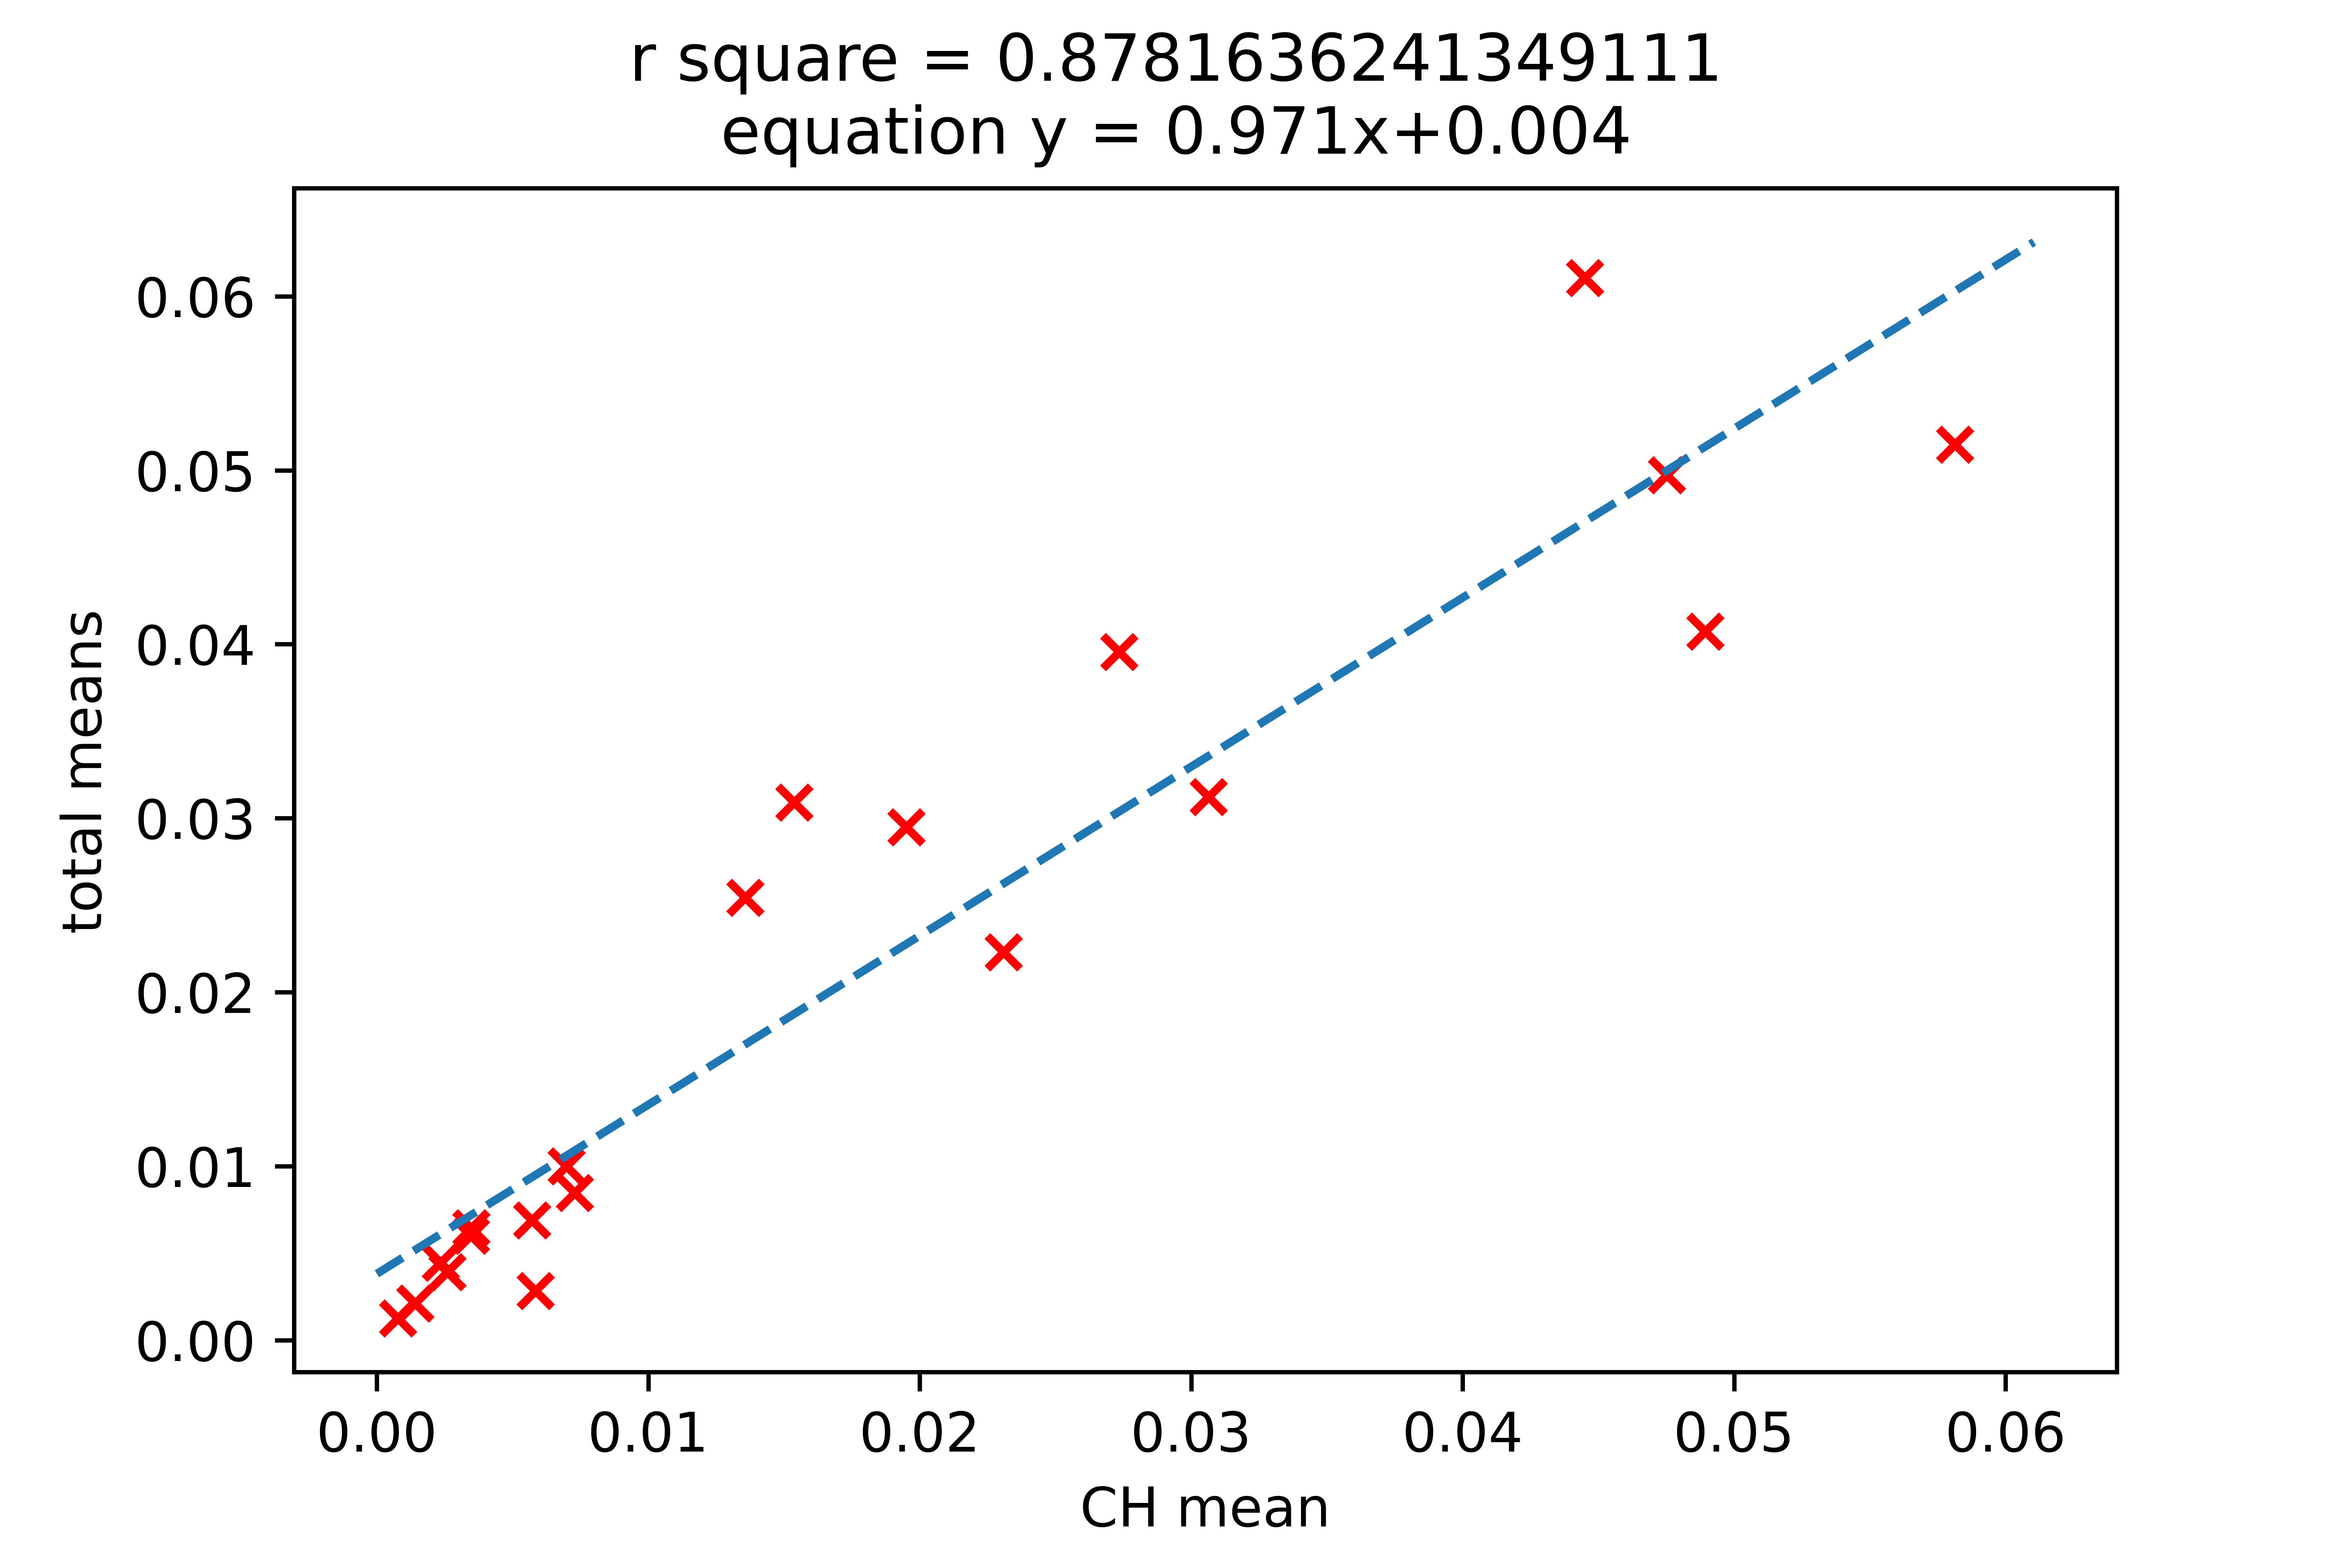 r square = 0.8781636241349111
equation y = 0.971x+0.004
total means
0.06
0.05
0.04
0.03
0.02
0.01
0.00
0.00 0.01 0.02 0.03 0.04 0.05 0.06
CH mean